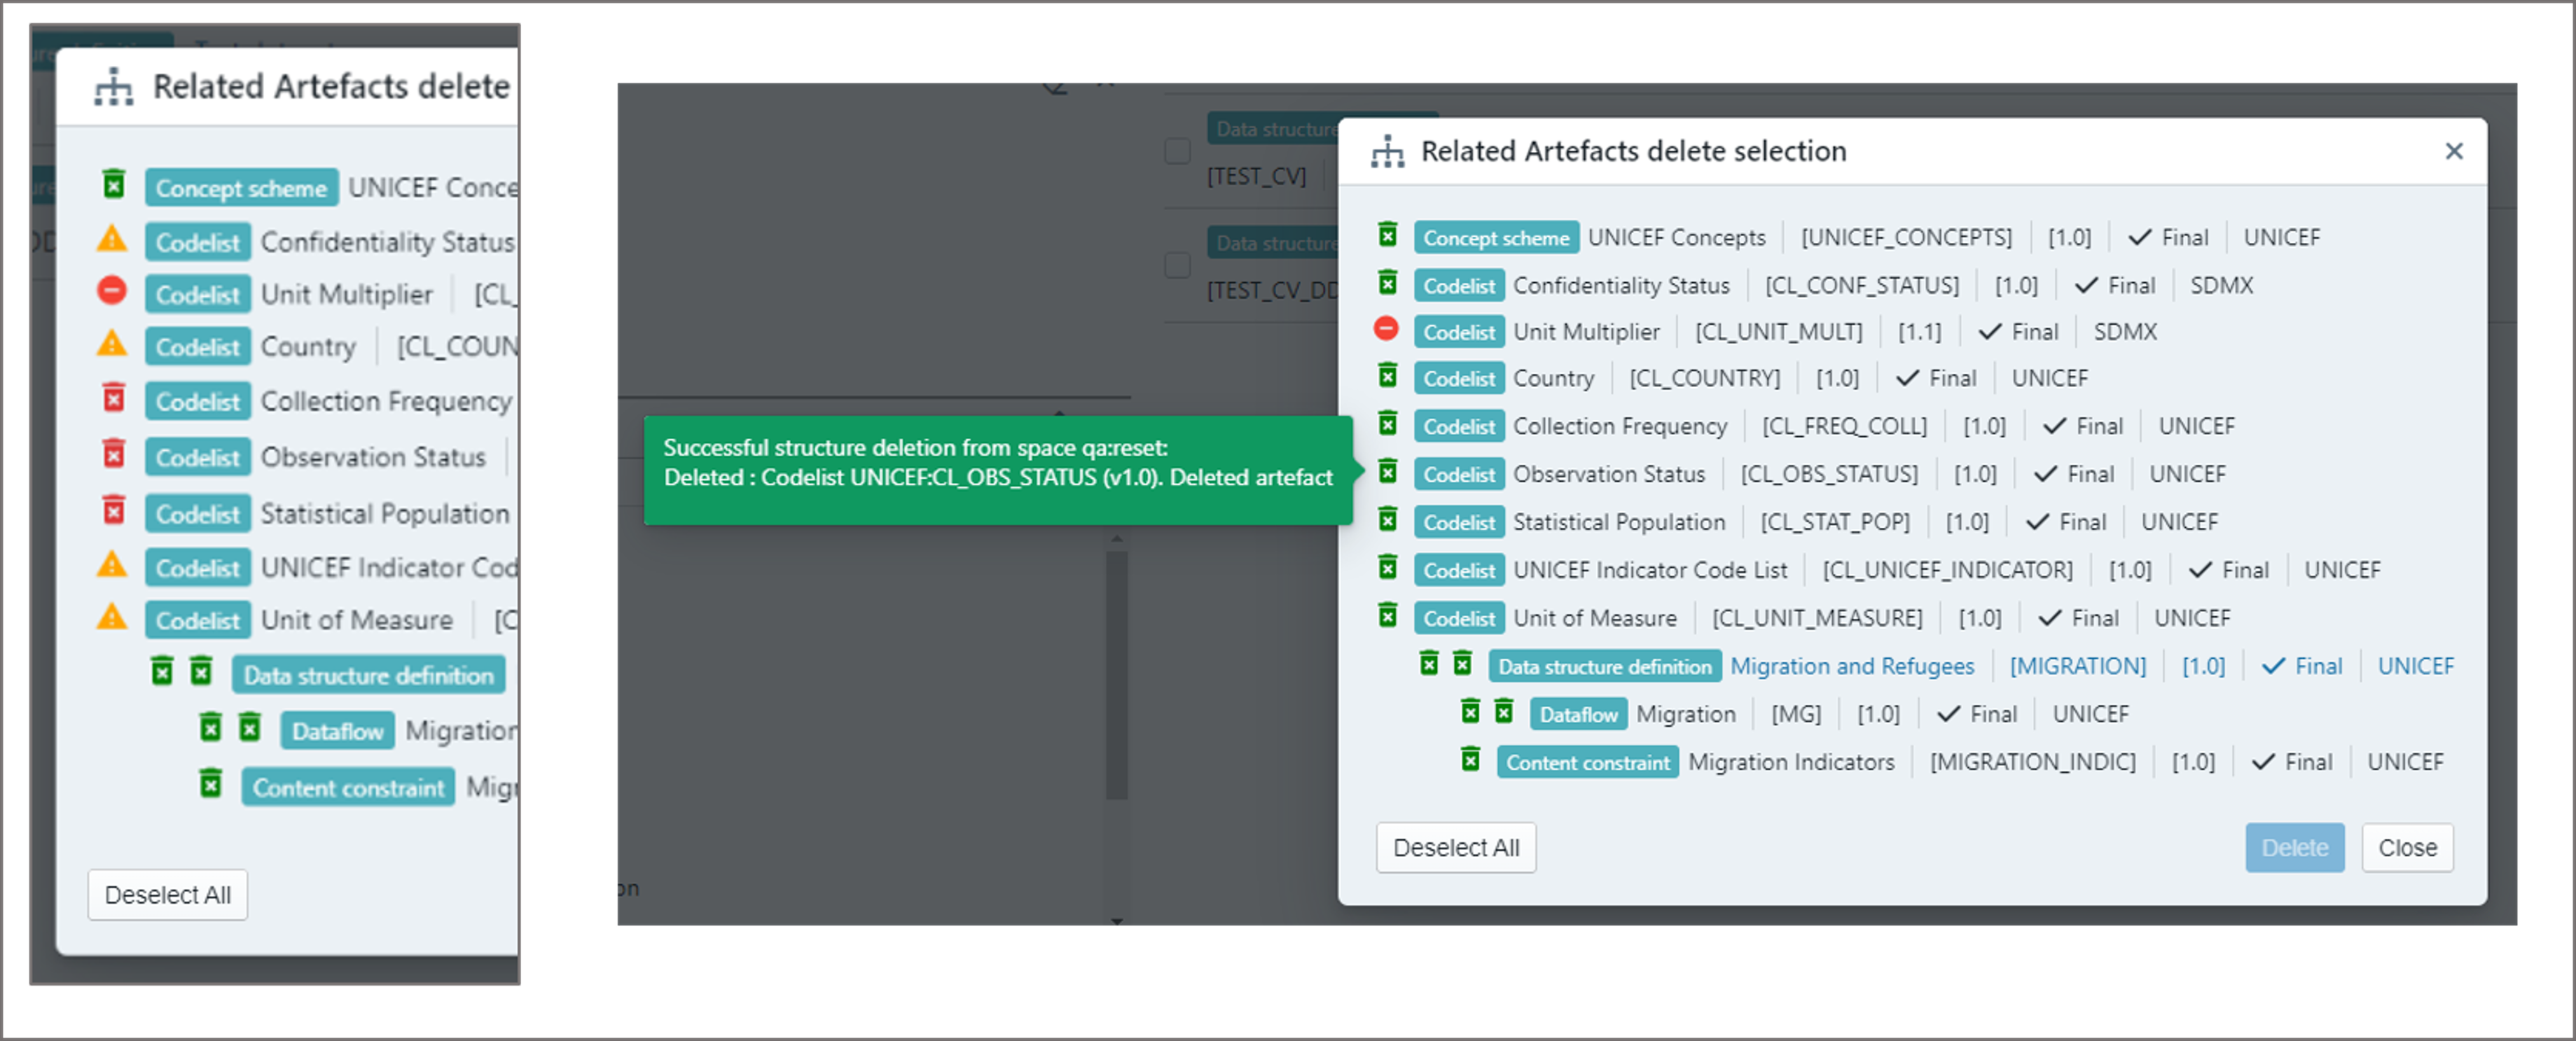 Related Artefacts delete
Concept scheme UNICEF Conce
Codelist Confidentiality Status
Codelist Unit Multiplier [CL_
Codelist Country [CL_COUN
Codelist Collection Frequency
Codelist Observation Status
Codelist Statistical Population
Codelist UNICEF Indicator Cod
Codelist Unit of Measure [C
Data structure definition
Dataflow Migration
Content constraint Migr
Deselect All
Data structure
[TEST_CV]
Data structure
[TEST_CV_DD
Successful structure deletion from space qa:reset:
Deleted : Codelist UNICEF:CL_OBS_STATUS (v1.0). Deleted artefact
on
Related Artefacts delete selection
Concept scheme UNICEF Concepts [UNICEF_CONCEPTS] [1.0] Final UNICEF
Codelist Confidentiality Status [CL_CONF_STATUS] [1.0] Final SDMX
Codelist Unit Multiplier [CL_UNIT_MULT] [1.1] Final SDMX
Codelist Country [CL_COUNTRY] [1.0] Final UNICEF
Codelist Collection Frequency [CL_FREQ_COLL] [1.0] Final UNICEF
Codelist Observation Status [CL_OBS_STATUS] [1.0] Final UNICEF
Codelist Statistical Population [CL_STAT_POP] [1.0] Final UNICEF
Codelist UNICEF Indicator Code List [CL_UNICEF_INDICATOR] [1.0] Final UNICEF
Codelist Unit of Measure [CL_UNIT_MEASURE] [1.0] Final UNICEF
Data structure definition Migration and Refugees [MIGRATION] [1.0] Final UNICEF
Dataflow Migration [MG] [1.0] Final UNICEF
Content constraint Migration Indicators [MIGRATION_INDIC] [1.0] Final UNICEF
Deselect All
Delete
Close